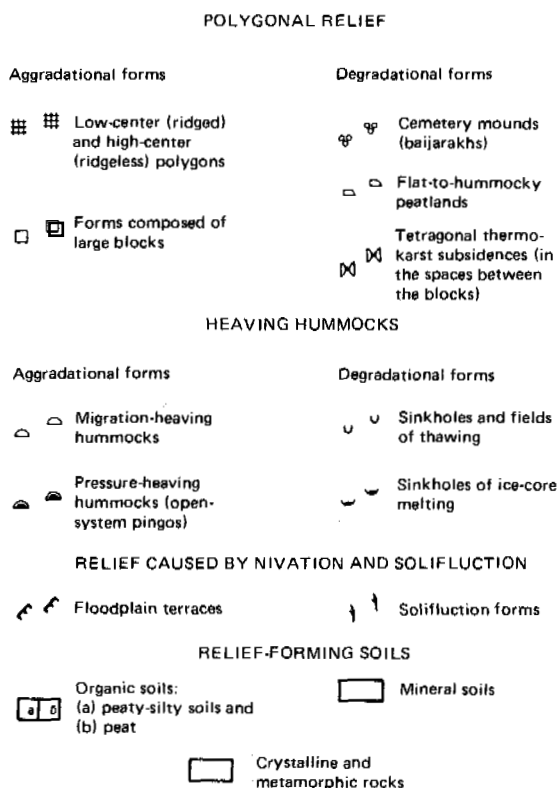 POLYGONAL RELIEF
Aggradational forms
Low-center (ridged)
and high-center
(ridgeless) polygons
Forms composed of
large blocks
Degradational forms
Cemetery mounds
(baijarakhs)
Flat-to-hummocky
peatlands
Tetragonal thermo-
karst subsidences (in
the spaces between
the blocks)
HEAVING HUMMOCKS
Aggradational forms
Migration-heaving
hummocks
Pressure-heaving
hummocks (open-
system pingos)
Degradational forms
Sinkholes and fields
of thawing
Sinkholes of ice-core
melting
RELIEF CAUSED BY NIVATION AND SOLIFLUCTION
Floodplain terraces
Solifluction forms
RELIEF-FORMING SOILS
a б
Organic soils:
(a) peaty-silty soils and
(b) peat
Mineral soils
Crystalline and
metamorphic rocks